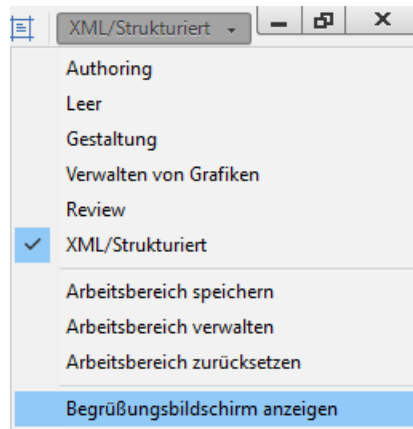 XML/Strukturiert
Authoring
Leer
Gestaltung
Verwalten von Grafiken
Review
XML/Strukturiert
Arbeitsbereich speichern
Arbeitsbereich verwalten
Arbeitsbereich zurücksetzen
Begrüßungsbildschirm anzeigen